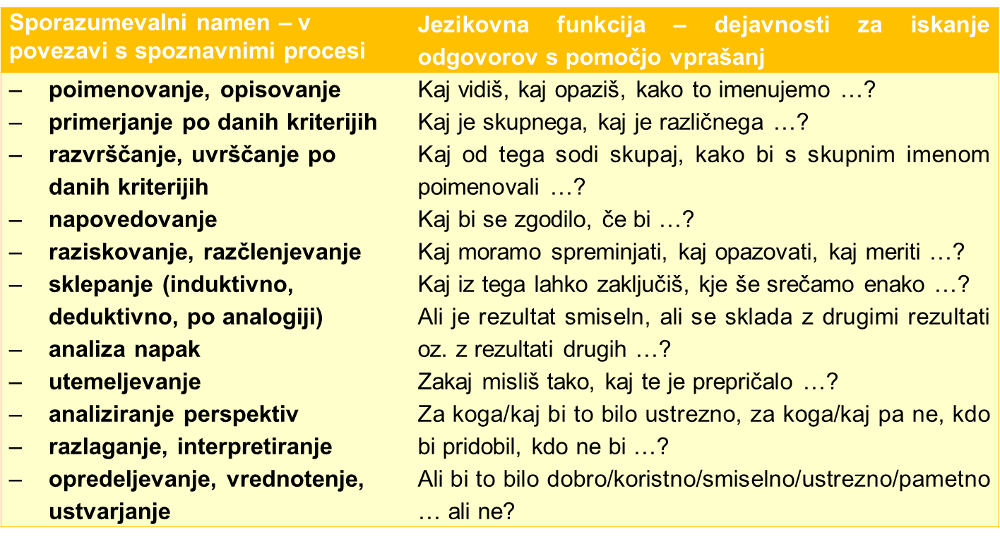 Sporazumevalni namen – v
povezavi s spoznavnimi procesi
Jezikovna funkcija – dejavnosti za iskanje
odgovorov s pomočjo vprašanj
– poimenovanje, opisovanje
– primerjanje po danih kriterijih
– razvrščanje, uvrščanje po
danih kriterijih
– napovedovanje
– raziskovanje, razčlenjevanje
– sklepanje (induktivno,
deduktivno, po analogiji)
– analiza napak
– utemeljevanje
– analiziranje perspektiv
– razlaganje, interpretiranje
– opredeljevanje, vrednotenje,
ustvarjanje
Kaj vidiš, kaj opaziš, kako to imenujemo …?
Kaj je skupnega, kaj je različnega …?
Kaj od tega sodi skupaj, kako bi s skupnim imenom
poimenovali …?
Kaj bi se zgodilo, če bi …?
Kaj moramo spreminjati, kaj opazovati, kaj meriti …?
Kaj iz tega lahko zaključiš, kje še srečamo enako …?
Ali je rezultat smiseln, ali se sklada z drugimi rezultati
oz. z rezultati drugih …?
Zakaj misliš tako, kaj te je prepričalo …?
Za koga/kaj bi to bilo ustrezno, za koga/kaj pa ne, kdo
bi pridobil, kdo ne bi …?
Ali bi to bilo dobro/koristno/smiselno/ustrezno/pametno
… ali ne?